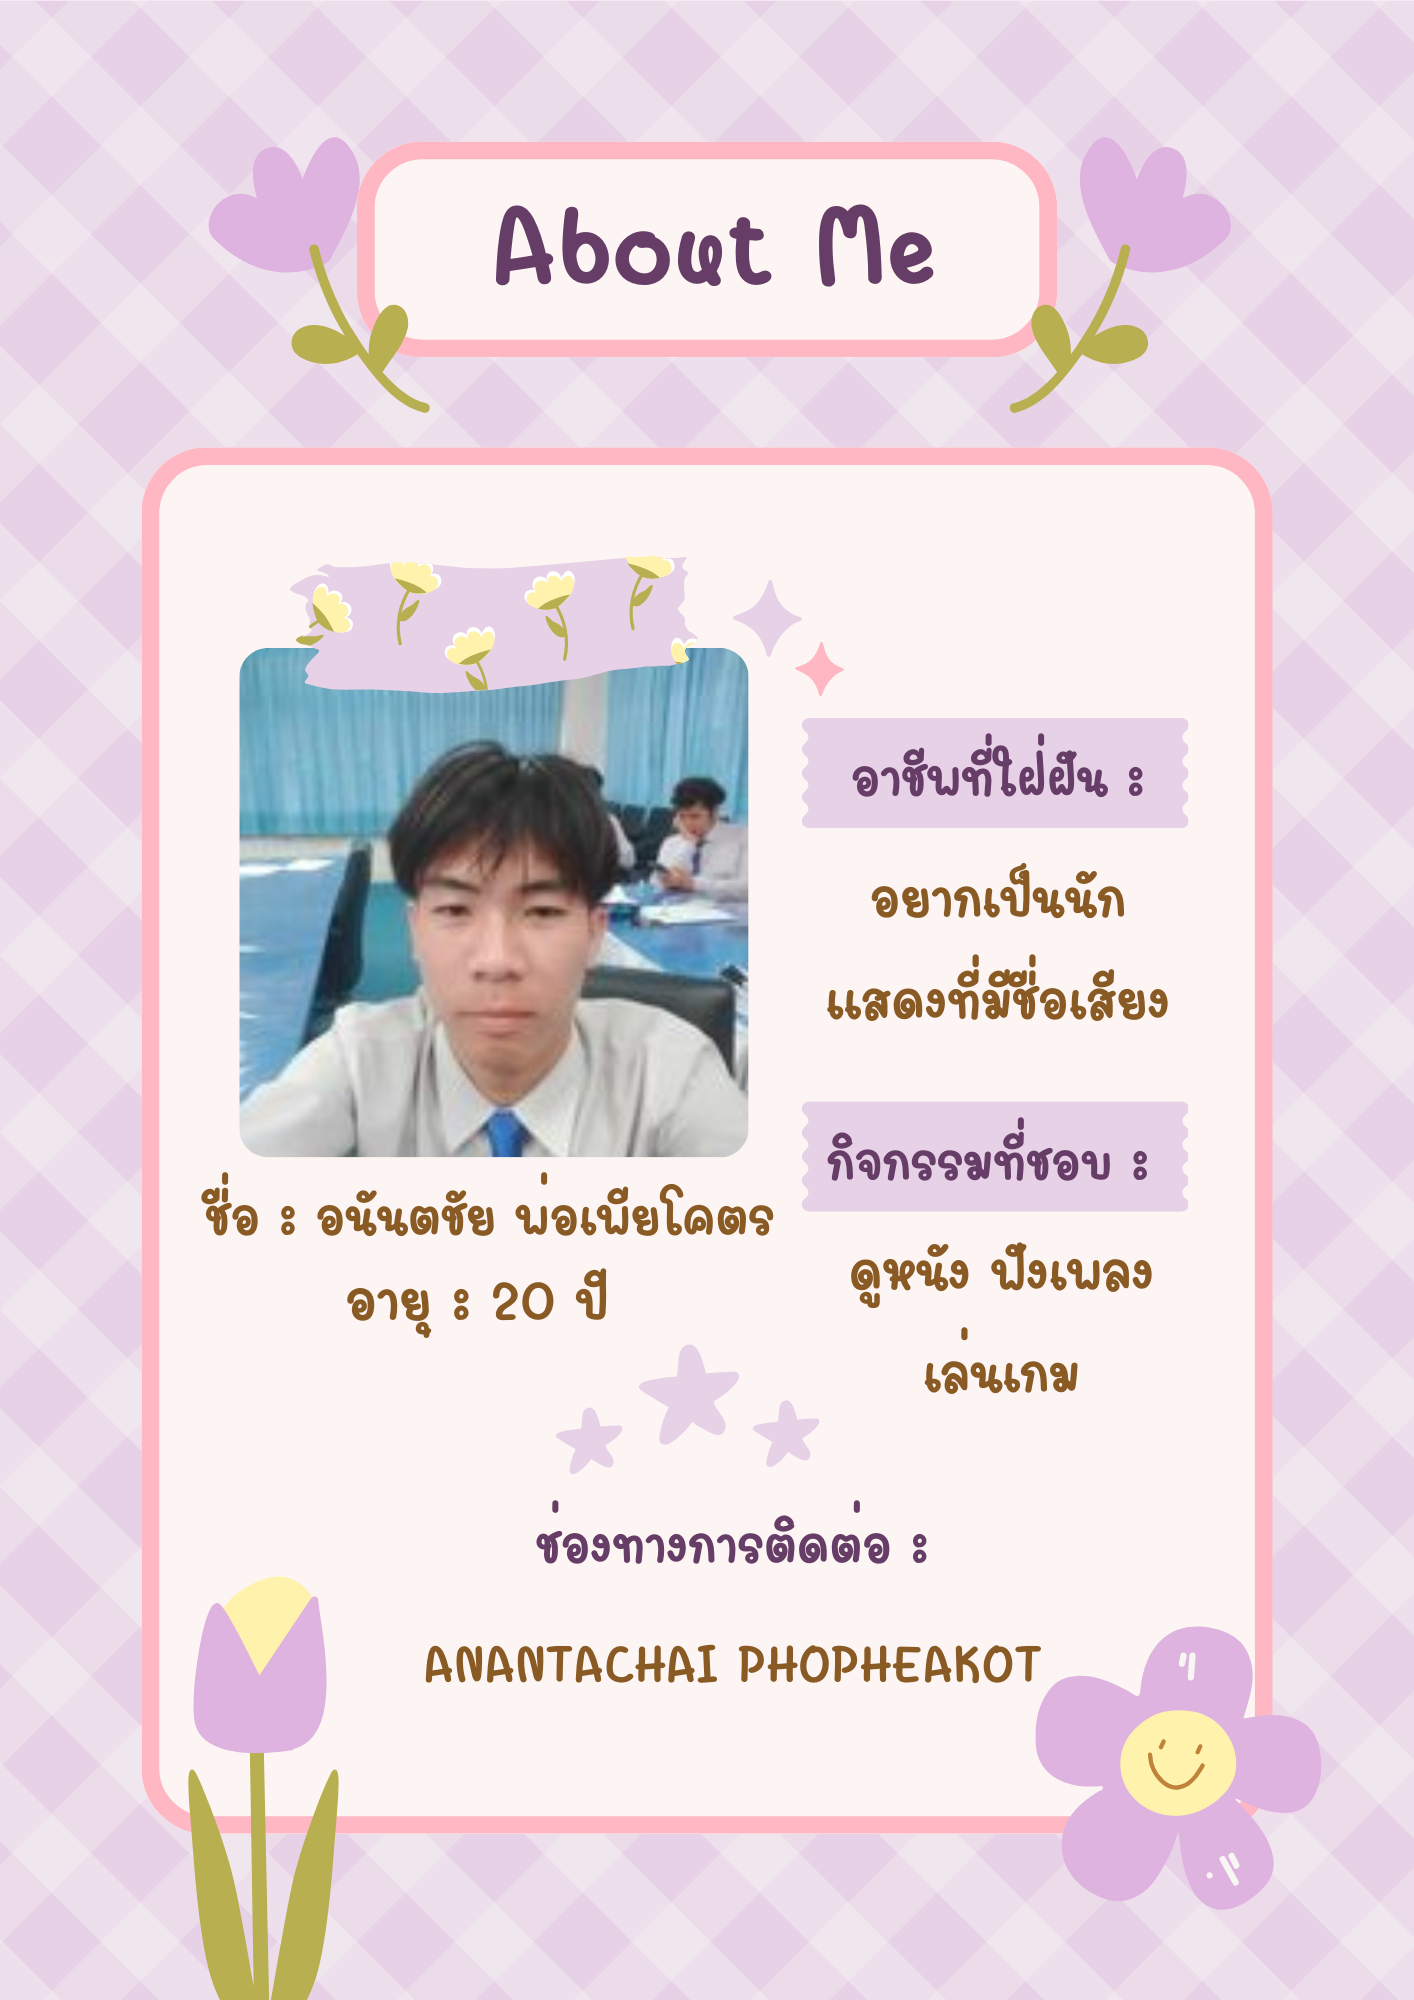 About Me
อาชีพที่ใฝ่ฝัน :
อยากเป็นนัก
แสดงที่มีชื่อเสียง
กิจกรรมที่ชอบ :
ดูหนัง ฟังเพลง
เล่นเกม
ชื่อ : อนันตชัย พ่อเพียโคตร
อายุ : 20 ปี
ช่องทางการติดต่อ :
ANANTACHAI PHOPHEAKOT